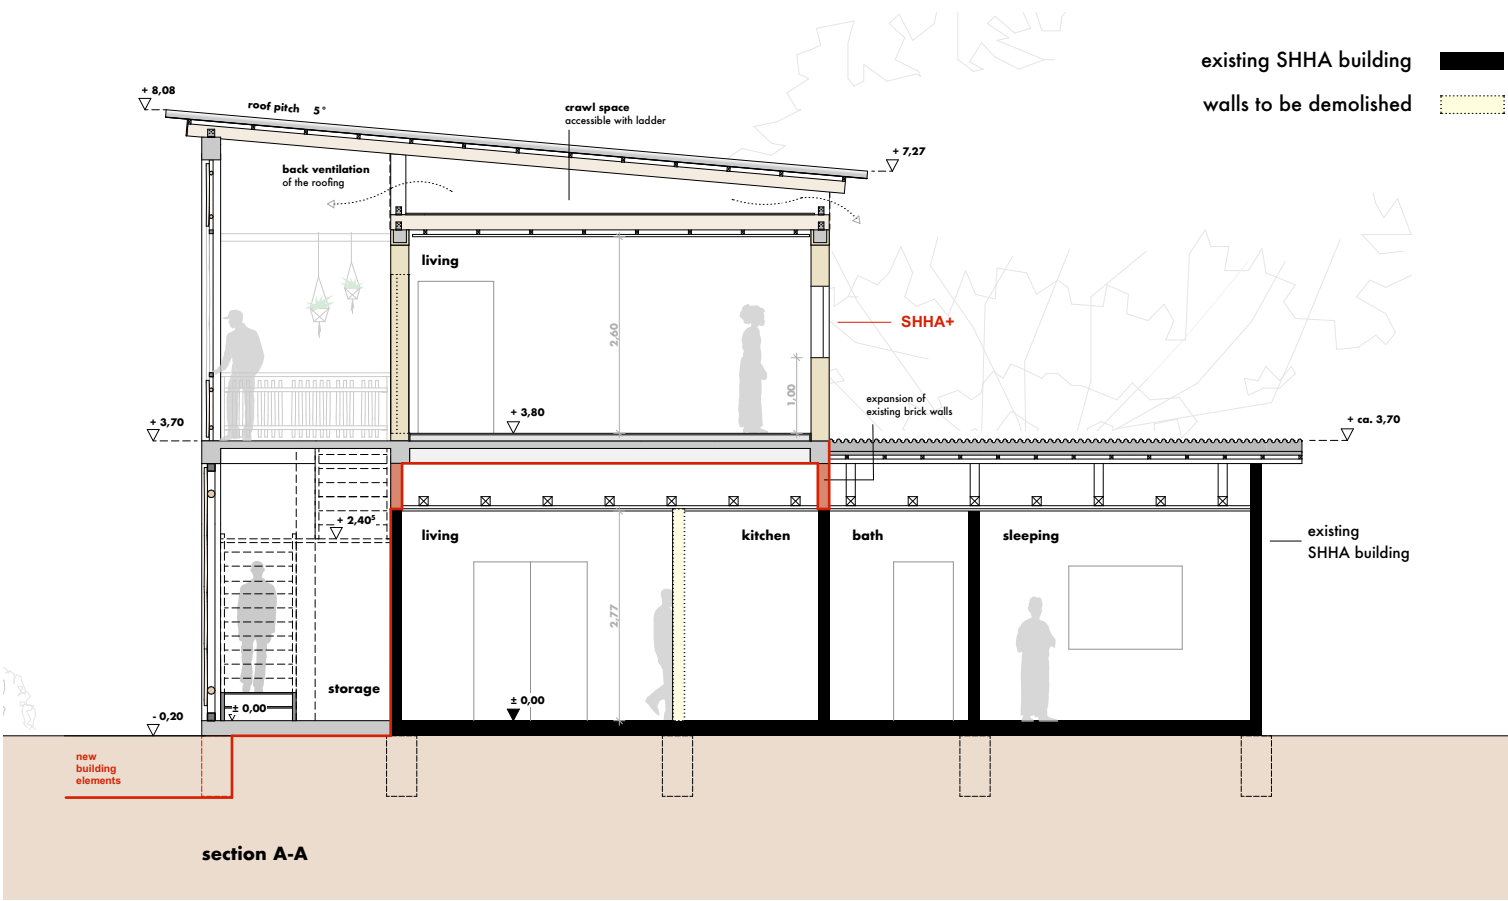 existing SHHA building
walls to be demolished
+ 8,08
roof pitch 5°
crawl space
accessible with ladder
+ 7,27
back ventilation
of the roofing
living
2,60
SHHA+
1,00
expansion of
existing brick walls
+ 3,70
+ 3,80
+ ca. 3,70
+ 2,40⁵
living
kitchen
bath
sleeping
existing
SHHA building
2,77
storage
± 0,00
± 0,00
- 0,20
new
building
elements
section A-A